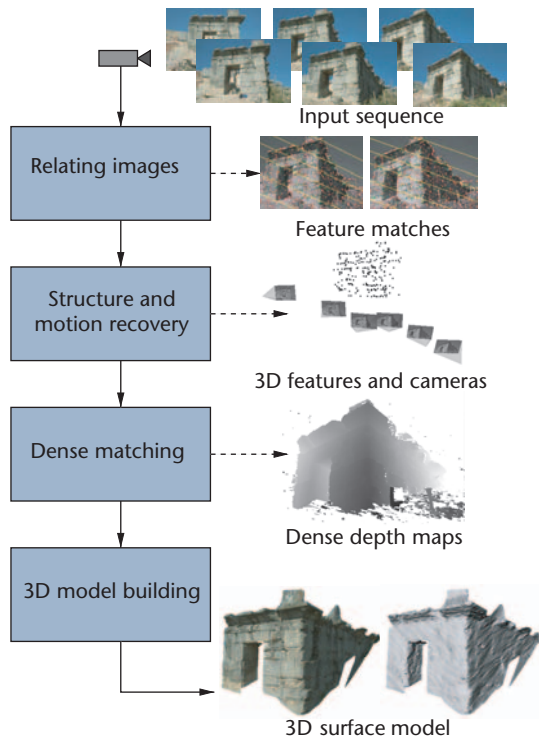 Input sequence
Relating images
Feature matches
Structure and
motion recovery
3D features and cameras
Dense matching
Dense depth maps
3D model building
3D surface model